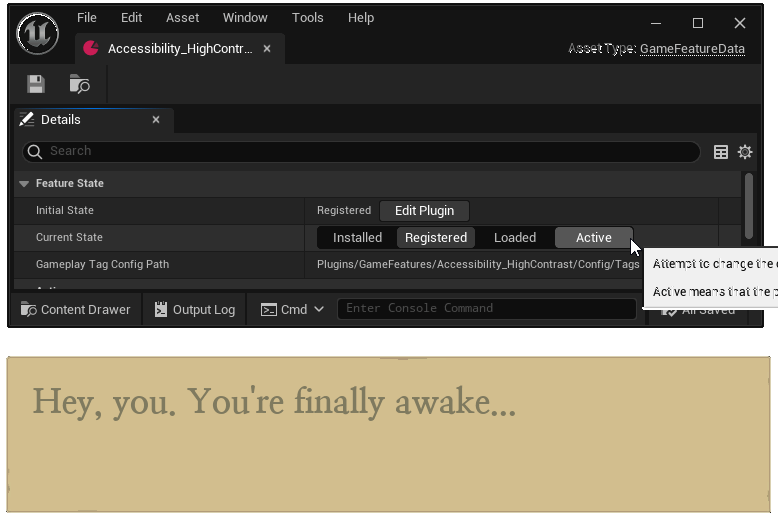 File Edit Asset Window Tools Help
Accessibility_HighContr...
Asset Type: GameFeatureData
Details
Search
Feature State
Initial State Registered Edit Plugin
Current State Installed Registered Loaded Active
Gameplay Tag Config Path Plugins/GameFeatures/Accessibility_HighContrast/Config/Tags
Attempt to change the
Active means that the
Content Drawer Output Log Cmd Enter Console Command All Saved
Hey, you. You're finally awake...